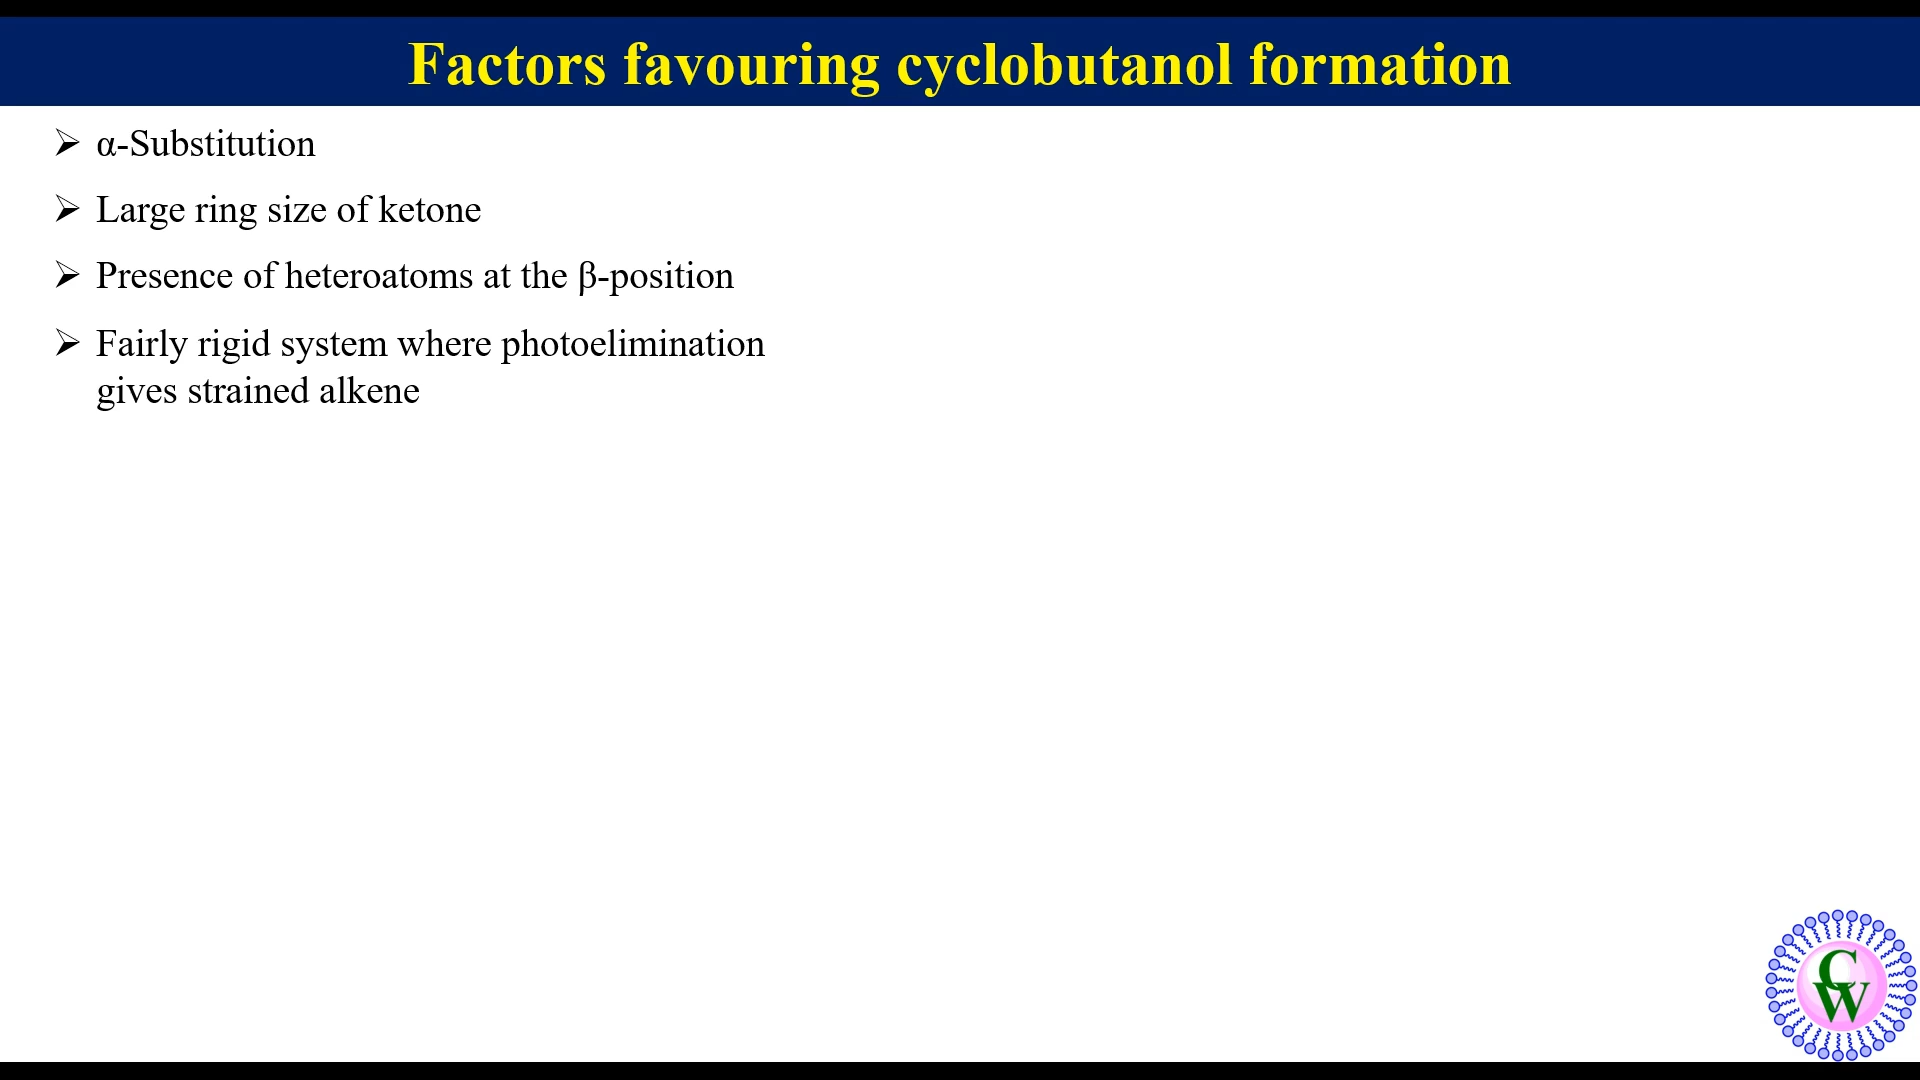 Factors favouring cyclobutanol formation
➢ α-Substitution
➢ Large ring size of ketone
➢ Presence of heteroatoms at the β-position
➢ Fairly rigid system where photoelimination
gives strained alkene
CW